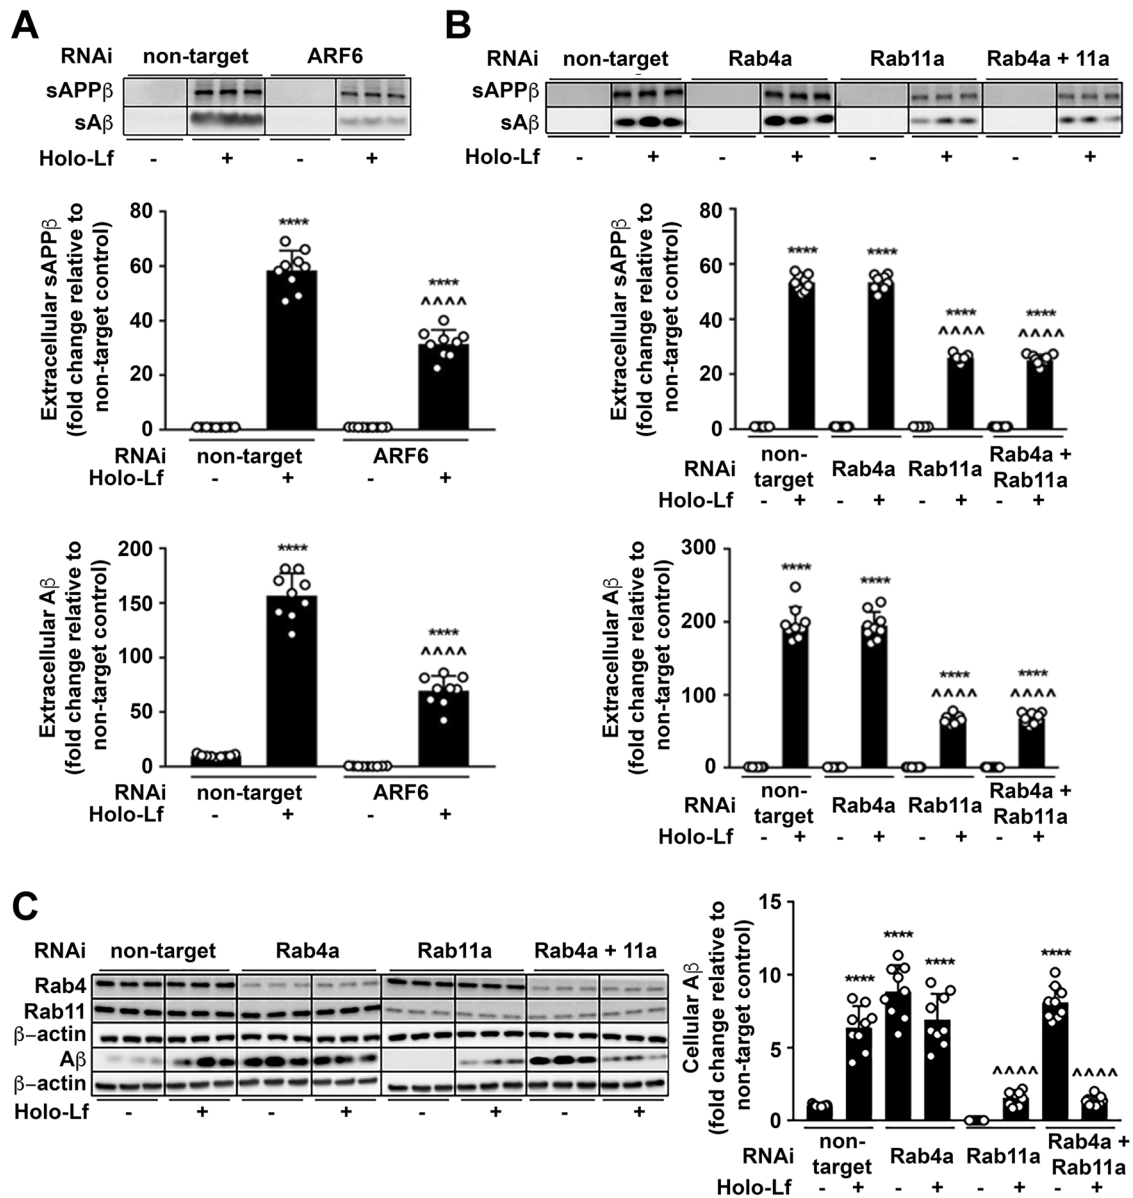 A
RNAi non-target ARF6
sAPPβ
sAβ
Holo-Lf - + - +
Extracellular sAPPβ
(fold change relative to
non-target control)
80
60
40
20
0
****
****
^^^^
RNAi non-target ARF6
Holo-Lf - + - +
Extracellular Aβ
(fold change relative to
non-target control)
200
150
100
50
0
****
****
^^^^
RNAi non-target ARF6
Holo-Lf - + - +
B
RNAi non-target Rab4a Rab11a Rab4a + 11a
sAPPβ
sAβ
Holo-Lf - + - + - + - +
Extracellular sAPPβ
(fold change relative to
non-target control)
80
60
40
20
0
**** ****
**** ****
^^^^ ^^^^
RNAi non-target Rab4a Rab11a Rab4a + Rab11a
Holo-Lf - + - + - + - +
Extracellular Aβ
(fold change relative to
non-target control)
300
200
100
0
**** ****
**** ****
^^^^ ^^^^
RNAi non-target Rab4a Rab11a Rab4a + Rab11a
Holo-Lf - + - + - + - +
C
RNAi non-target Rab4a Rab11a Rab4a + 11a
Rab4
Rab11
β-actin
Aβ
β-actin
Holo-Lf - + - + - + - +
Cellular Aβ
(fold change relative to
non-target control)
15
10
5
0
**** **** **** ****
^^^^ ^^^^
RNAi non-target Rab4a Rab11a Rab4a + Rab11a
Holo-Lf - + - + - + - +